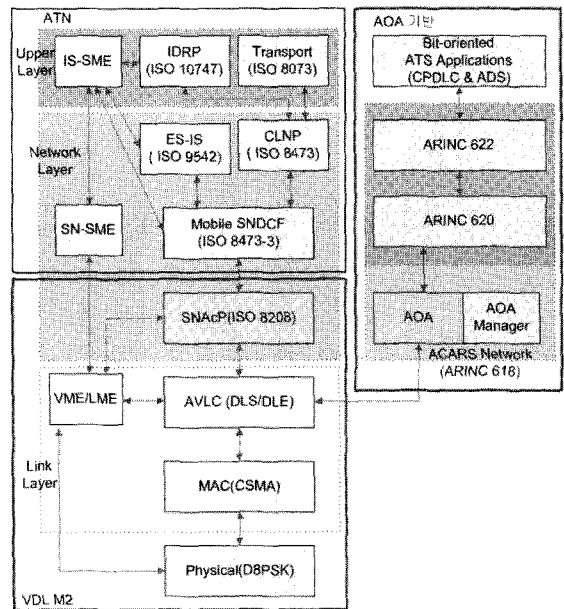 ATN
Upper
Layer
IS-SME
IDRP
(ISO 10747)
Transport
(ISO 8073)
Network
Layer
ES-IS
( ISO 9542)
CLNP
( ISO 8473)
SN-SME
Mobile SNDCF
(ISO 8473-3)
SNAcP(ISO 8208)
VME/LME
AVLC (DLS/DLE)
Link
Layer
MAC(CSMA)
Physical(D8PSK)
VDL M2
AOA 기반
Bit-oriented
ATS Applications
(CPDLC & ADS)
ARINC 622
ARINC 620
AOA
AOA
Manager
ACARS Network
(ARINC 618)